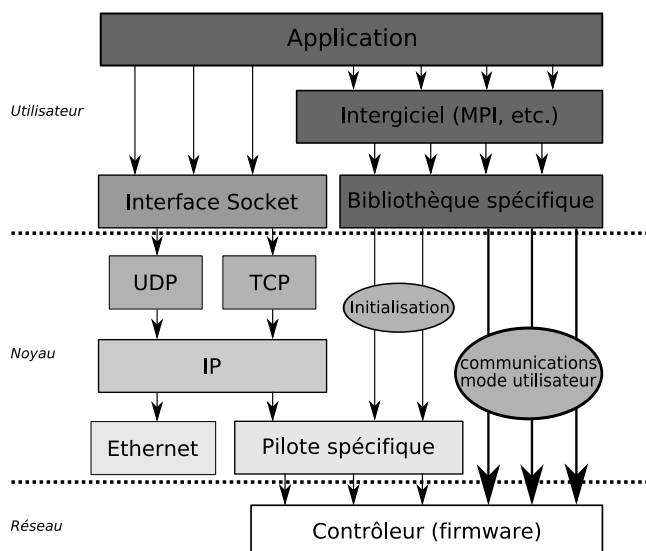 Application
Utilisateur
Intergiciel (MPI, etc.)
Interface Socket
Bibliothèque spécifique
UDP
TCP
Initialisation
Noyau
IP
communications
mode utilisateur
Ethernet
Pilote spécifique
Réseau
Contrôleur (firmware)